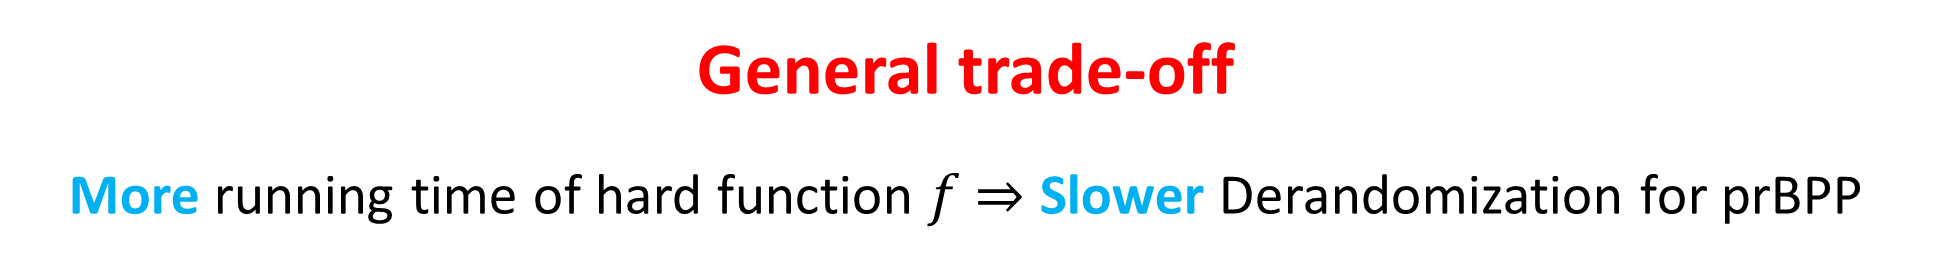 General trade-off
More running time of hard function 𝑓 ⇒ Slower Derandomization for prBPP